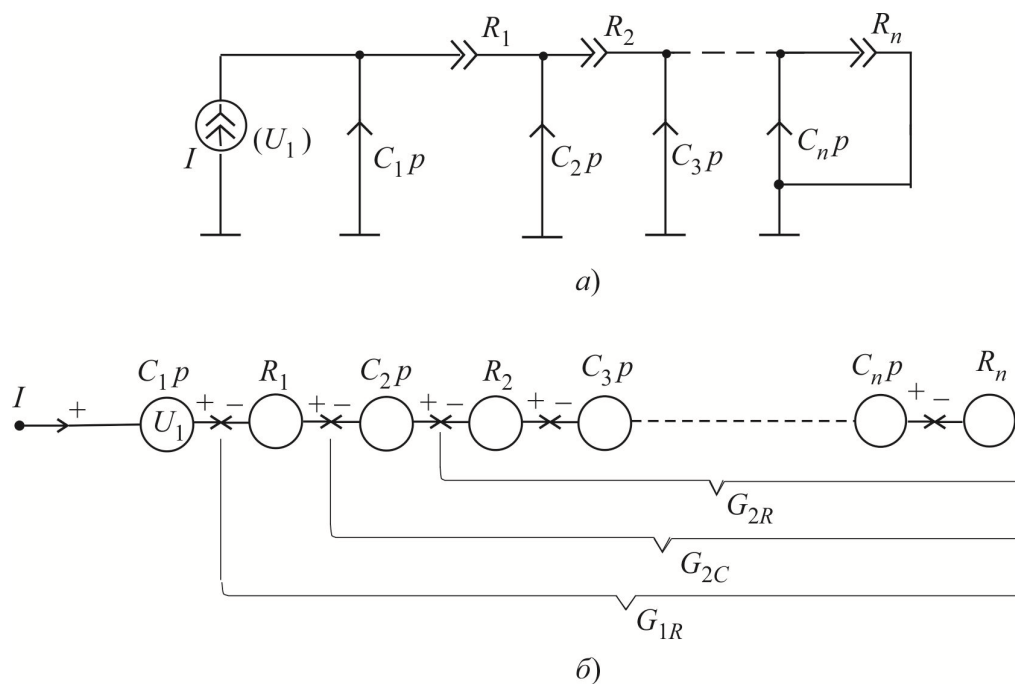 R₁ R₂ Rₙ
I (U₁) C₁p C₂p C₃p Cₙp
а)
C₁p R₁ C₂p R₂ C₃p Cₙp Rₙ
I + U₁ + − + − + − + − + −
G₂R
G₂C
G₁R
б)